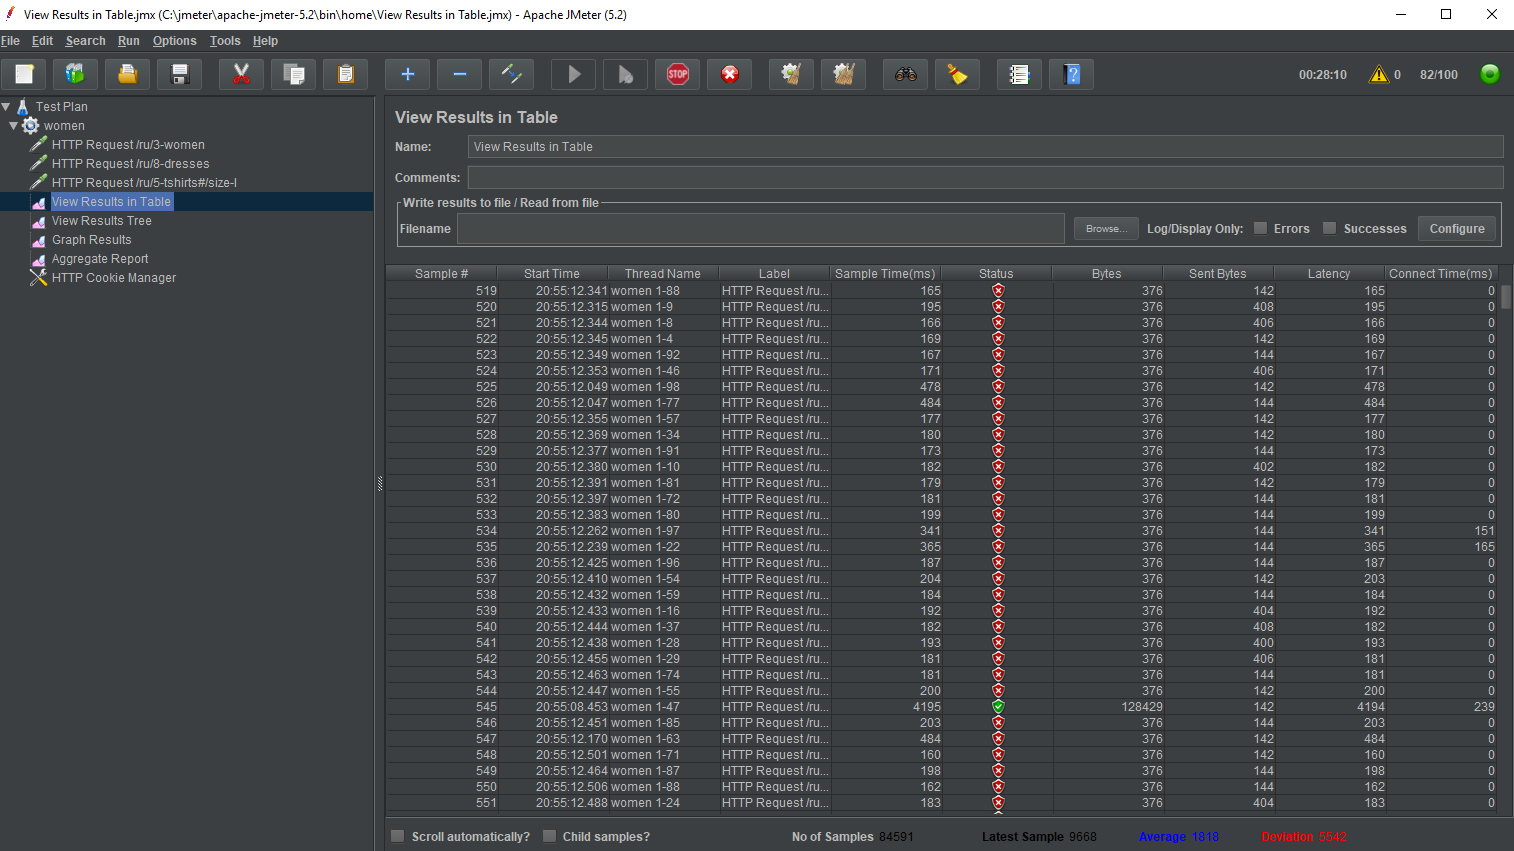 View Results in Table.jmx (C:\jmeter\apache-jmeter-5.2\bin\home\View Results in Table.jmx) - Apache JMeter (5.2)
File Edit Search Run Options Tools Help
STOP 00:28:10 0 82/100
Test Plan
women
HTTP Request /ru/3-women
HTTP Request /ru/8-dresses
HTTP Request /ru/5-tshirts#/size-l
View Results in Table
View Results Tree
Graph Results
Aggregate Report
HTTP Cookie Manager
View Results in Table
Name: View Results in Table
Comments:
Write results to file / Read from file
Filename Browse... Log/Display Only: Errors Successes Configure
Sample # Start Time Thread Name Label Sample Time(ms) Status Bytes Sent Bytes Latency Connect Time(ms)
519 20:55:12.341 women 1-88 HTTP Request /ru... 165 376 142 165 0
520 20:55:12.315 women 1-9 HTTP Request /ru... 195 376 408 195 0
521 20:55:12.344 women 1-8 HTTP Request /ru... 166 376 406 166 0
522 20:55:12.345 women 1-4 HTTP Request /ru... 169 376 142 169 0
523 20:55:12.349 women 1-92 HTTP Request /ru... 167 376 144 167 0
524 20:55:12.353 women 1-46 HTTP Request /ru... 171 376 406 171 0
525 20:55:12.049 women 1-98 HTTP Request /ru... 478 376 142 478 0
526 20:55:12.047 women 1-77 HTTP Request /ru... 484 376 144 484 0
527 20:55:12.355 women 1-57 HTTP Request /ru... 177 376 142 177 0
528 20:55:12.369 women 1-34 HTTP Request /ru... 180 376 142 180 0
529 20:55:12.377 women 1-91 HTTP Request /ru... 173 376 144 173 0
530 20:55:12.380 women 1-10 HTTP Request /ru... 182 376 402 182 0
531 20:55:12.391 women 1-81 HTTP Request /ru... 179 376 142 179 0
532 20:55:12.397 women 1-72 HTTP Request /ru... 181 376 144 181 0
533 20:55:12.383 women 1-80 HTTP Request /ru... 199 376 144 199 0
534 20:55:12.262 women 1-97 HTTP Request /ru... 341 376 144 341 151
535 20:55:12.239 women 1-22 HTTP Request /ru... 365 376 144 365 165
536 20:55:12.425 women 1-96 HTTP Request /ru... 187 376 144 187 0
537 20:55:12.410 women 1-54 HTTP Request /ru... 204 376 142 203 0
538 20:55:12.432 women 1-59 HTTP Request /ru... 184 376 144 184 0
539 20:55:12.433 women 1-16 HTTP Request /ru... 192 376 404 192 0
540 20:55:12.444 women 1-37 HTTP Request /ru... 182 376 408 182 0
541 20:55:12.438 women 1-28 HTTP Request /ru... 193 376 400 193 0
542 20:55:12.455 women 1-29 HTTP Request /ru... 181 376 406 181 0
543 20:55:12.463 women 1-74 HTTP Request /ru... 181 376 144 181 0
544 20:55:12.447 women 1-55 HTTP Request /ru... 200 376 142 200 0
545 20:55:08.453 women 1-47 HTTP Request /ru... 4195 128429 142 4194 239
546 20:55:12.451 women 1-85 HTTP Request /ru... 203 376 144 203 0
547 20:55:12.170 women 1-63 HTTP Request /ru... 484 376 142 484 0
548 20:55:12.501 women 1-71 HTTP Request /ru... 160 376 142 160 0
549 20:55:12.464 women 1-87 HTTP Request /ru... 198 376 144 198 0
550 20:55:12.506 women 1-88 HTTP Request /ru... 162 376 144 162 0
551 20:55:12.488 women 1-24 HTTP Request /ru... 183 376 404 183 0
Scroll automatically? Child samples? No of Samples 84591 Latest Sample 9668 Average 1818 Deviation 5542